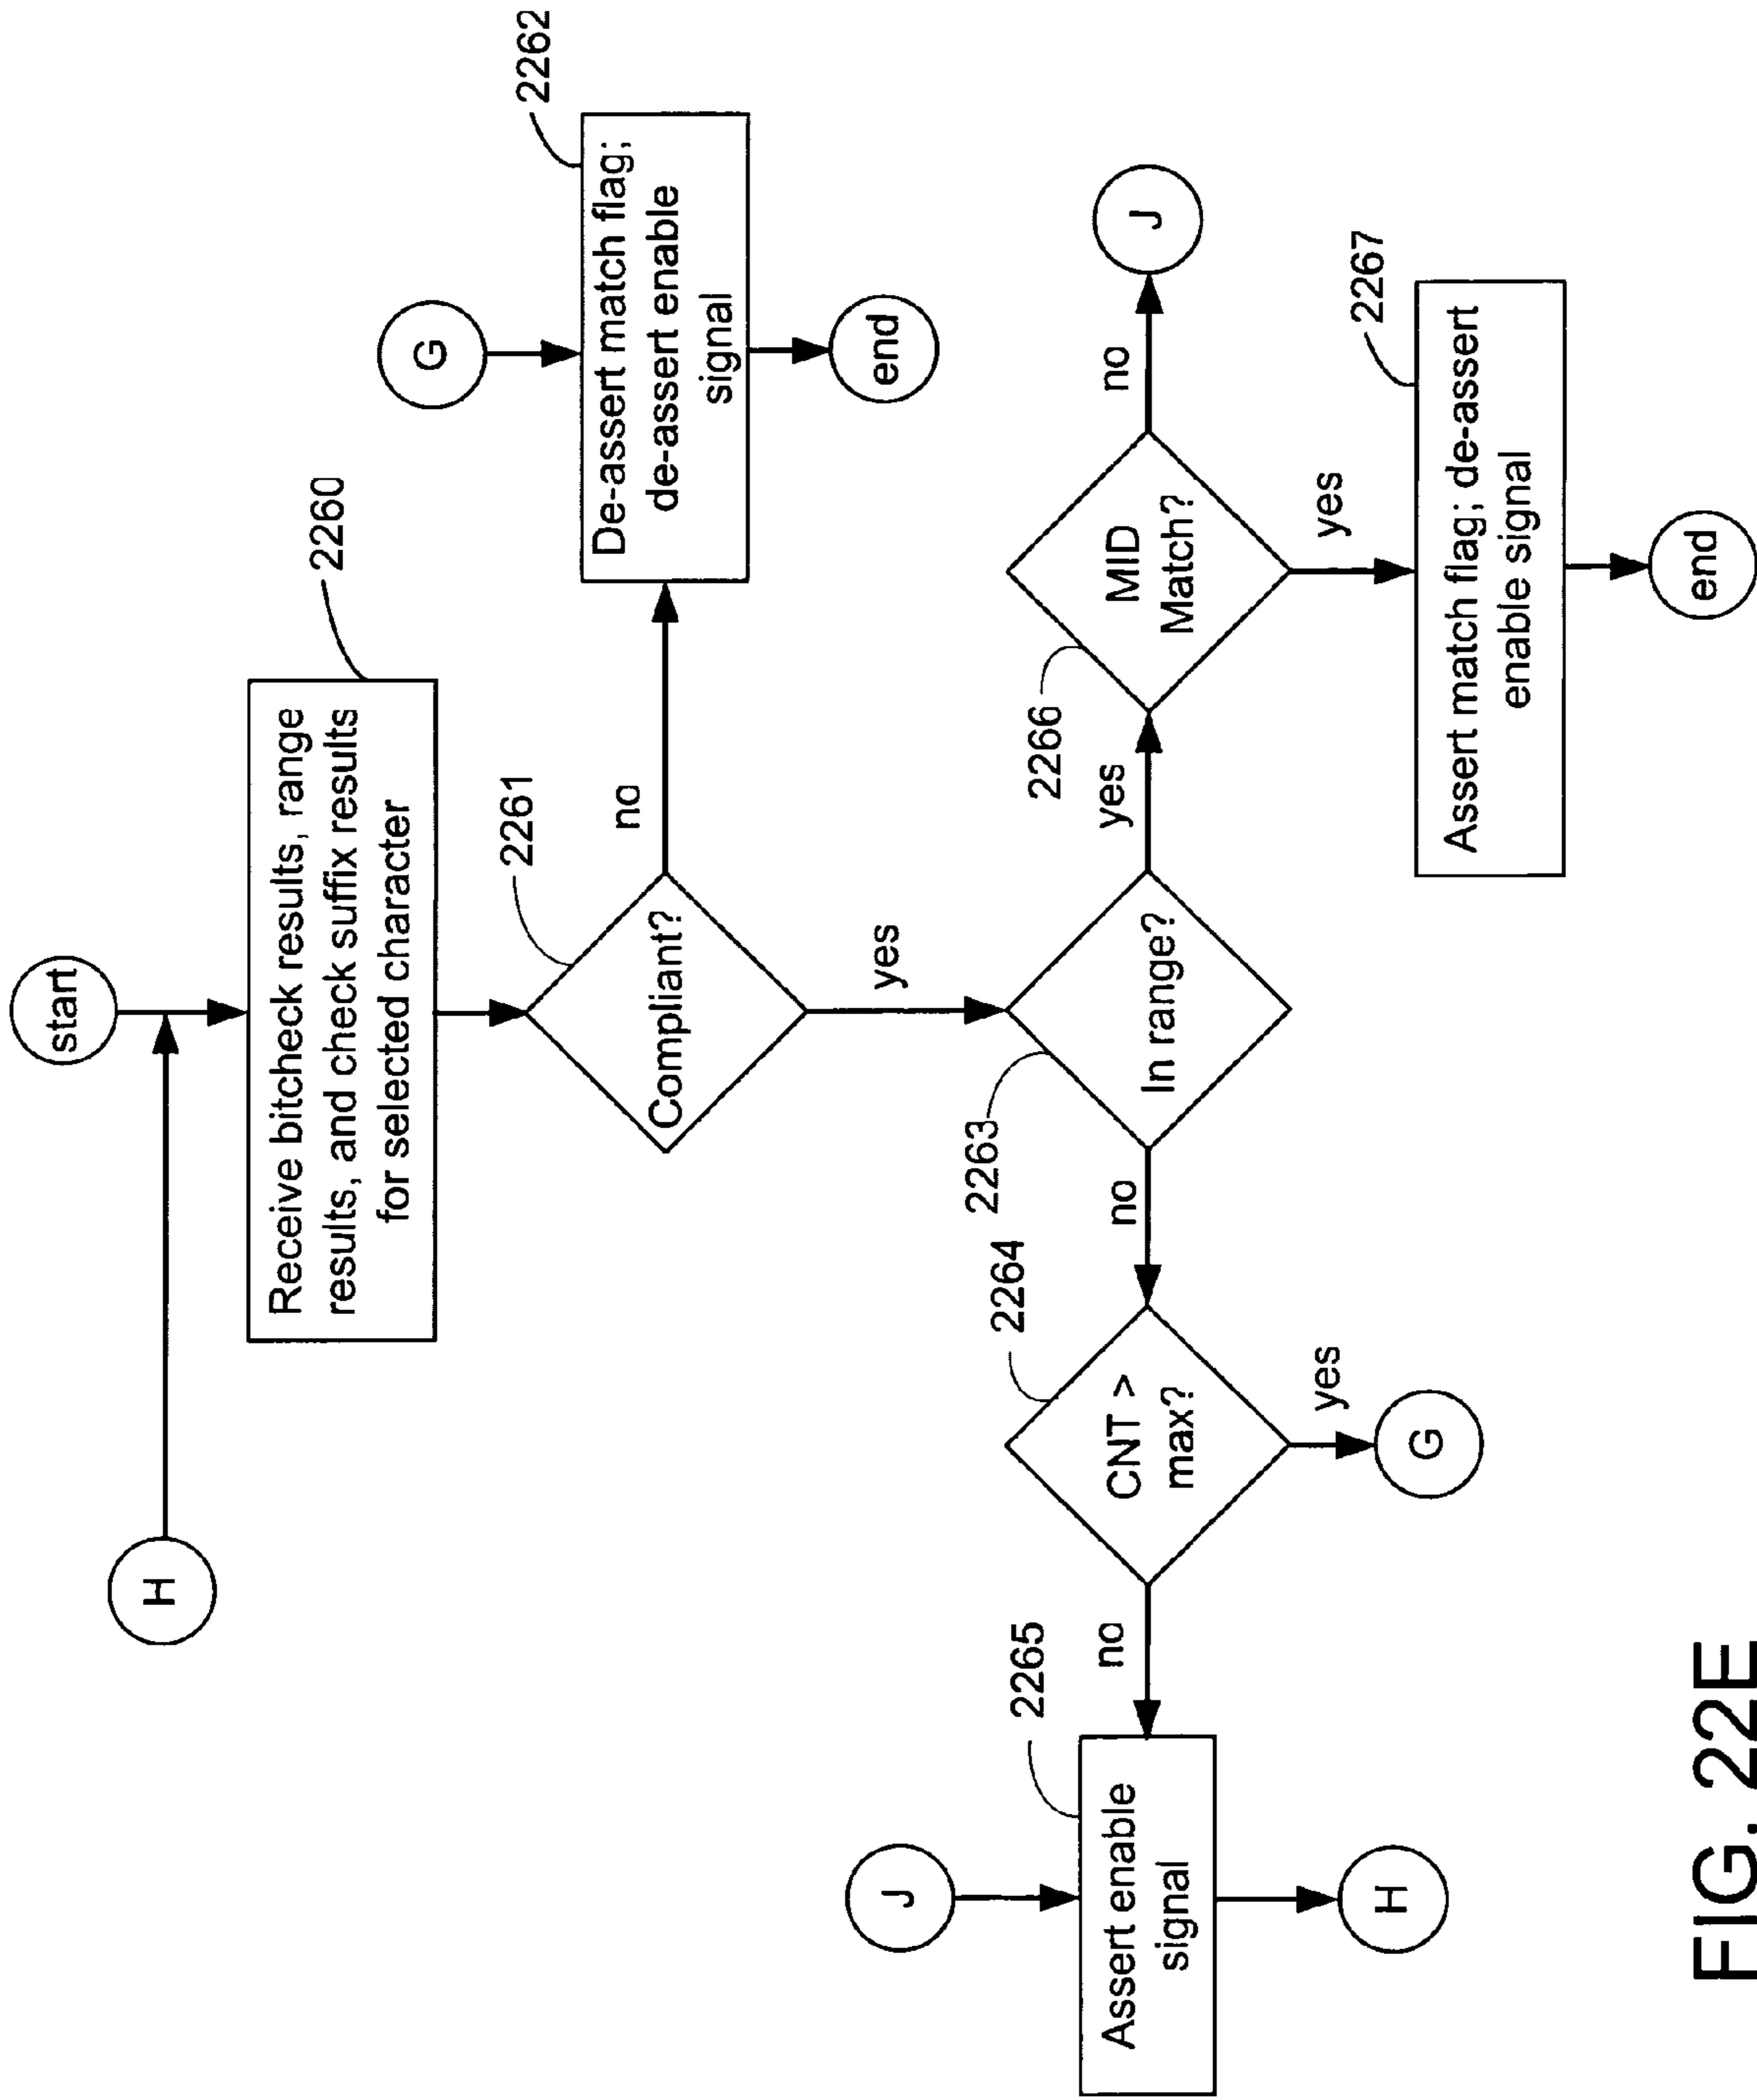 start
H
2260
Receive bitcheck results, range
results, and check suffix results
for selected character
2261
Compliant?
no
G
2262
De-assert match flag;
de-assert enable
signal
end
yes
2263
In range?
no
yes
2264
CNT >
max?
no
yes
G
2265
J
Assert enable
signal
H
2266
MID
Match?
no
J
yes
2267
Assert match flag; de-assert
enable signal
end
FIG. 22E